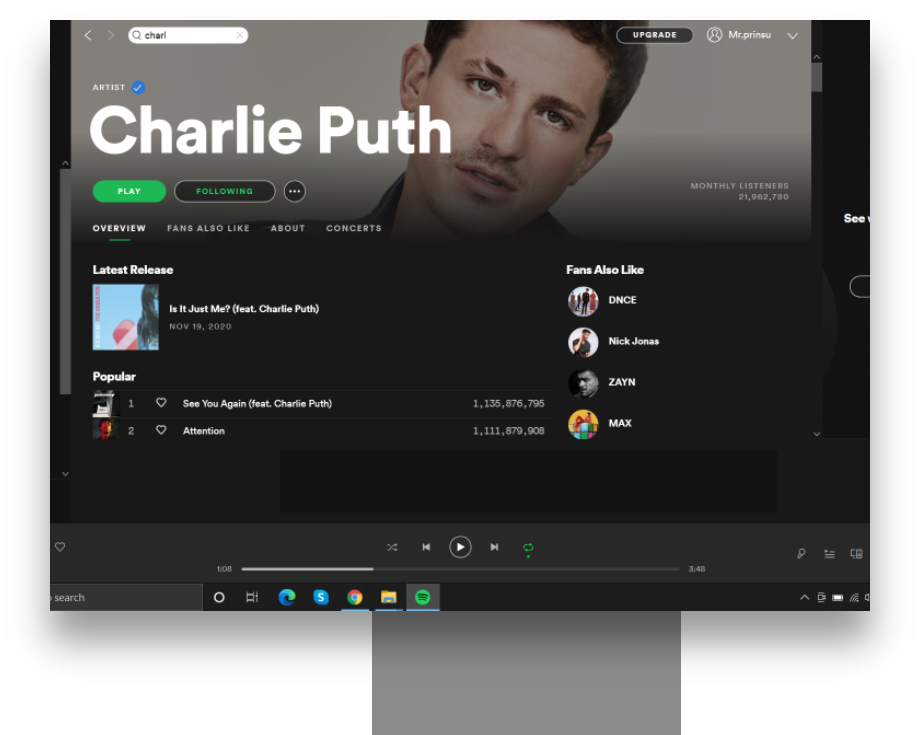 charl
UPGRADE
Mr.prinsu
ARTIST
Charlie Puth
PLAY
FOLLOWING
MONTHLY LISTENERS
21,962,780
OVERVIEW
FANS ALSO LIKE
ABOUT
CONCERTS
See
Latest Release
Is It Just Me? (feat. Charlie Puth)
NOV 19, 2020
Fans Also Like
DNCE
Nick Jonas
ZAYN
MAX
Popular
1 See You Again (feat. Charlie Puth) 1,135,876,795
2 Attention 1,111,879,908
1:08
3:48
search